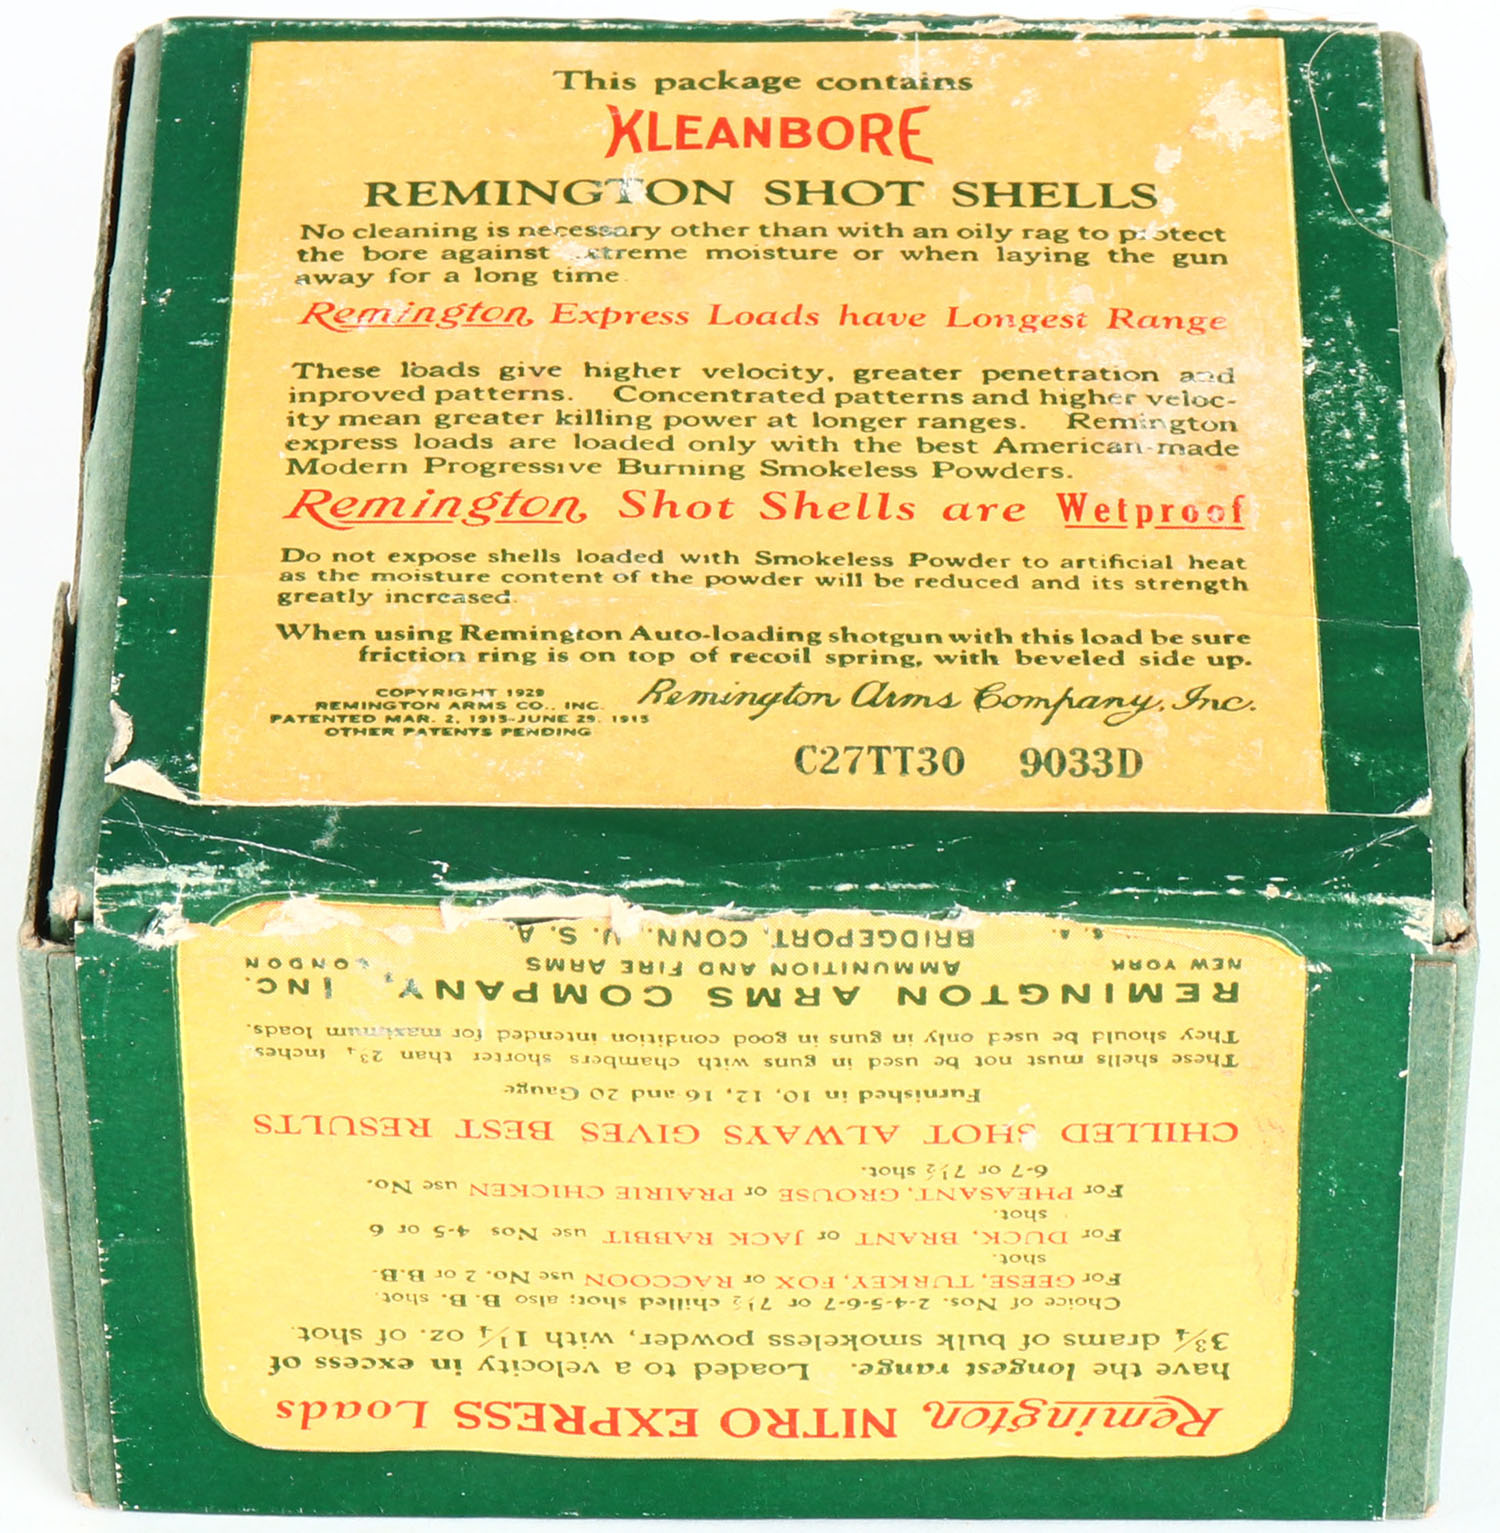 This package contains
KLEANBORE
REMINGTON SHOT SHELLS
No cleaning is necessary other than with an oily rag to protect
the bore against extreme moisture or when laying the gun
away for a long time
Remington Express Loads have Longest Range
These loads give higher velocity, greater penetration and
inproved patterns. Concentrated patterns and higher veloc-
ity mean greater killing power at longer ranges. Remington
express loads are loaded only with the best American-made
Modern Progressive Burning Smokeless Powders.
Remington Shot Shells are Wetproof
Do not expose shells loaded with Smokeless Powder to artificial heat
as the moisture content of the powder will be reduced and its strength
greatly increased.
When using Remington Auto-loading shotgun with this load be sure
friction ring is on top of recoil spring, with beveled side up.
COPYRIGHT 1929
REMINGTON ARMS CO., INC.
PATENTED MAR. 2, 1915-JUNE 29, 1915
OTHER PATENTS PENDING
Remington Arms Company, Inc.
C27TT30 9033D
Remington NITRO EXPRESS Loads
have the longest range. Loaded to a velocity in excess of
3¾ drams of bulk smokeless powder, with 1¼ oz. of shot.
Choice of Nos. 2-4-5-6-7 or 7½ chilled shot; also B. B. shot.
For GEESE, TURKEY, FOX or RACCOON use No. 2 or B.B.
shot.
For DUCK, BRANT or JACK RABBIT use Nos 4-5 or 6
shot.
For PHEASANT, GROUSE or PRAIRIE CHICKEN use No.
6-7 or 7½ shot.
CHILLED SHOT ALWAYS GIVES BEST RESULTS
Furnished in 10, 12, 16 and 20 Gauge
These shells must not be used in guns with chambers shorter than 2¾ inches.
They should be used only in guns in good condition intended for maximum loads.
REMINGTON ARMS COMPANY, INC.
NEW YORK AMMUNITION AND FIRE ARMS LONDON
BRIDGEPORT, CONN., U. S. A.